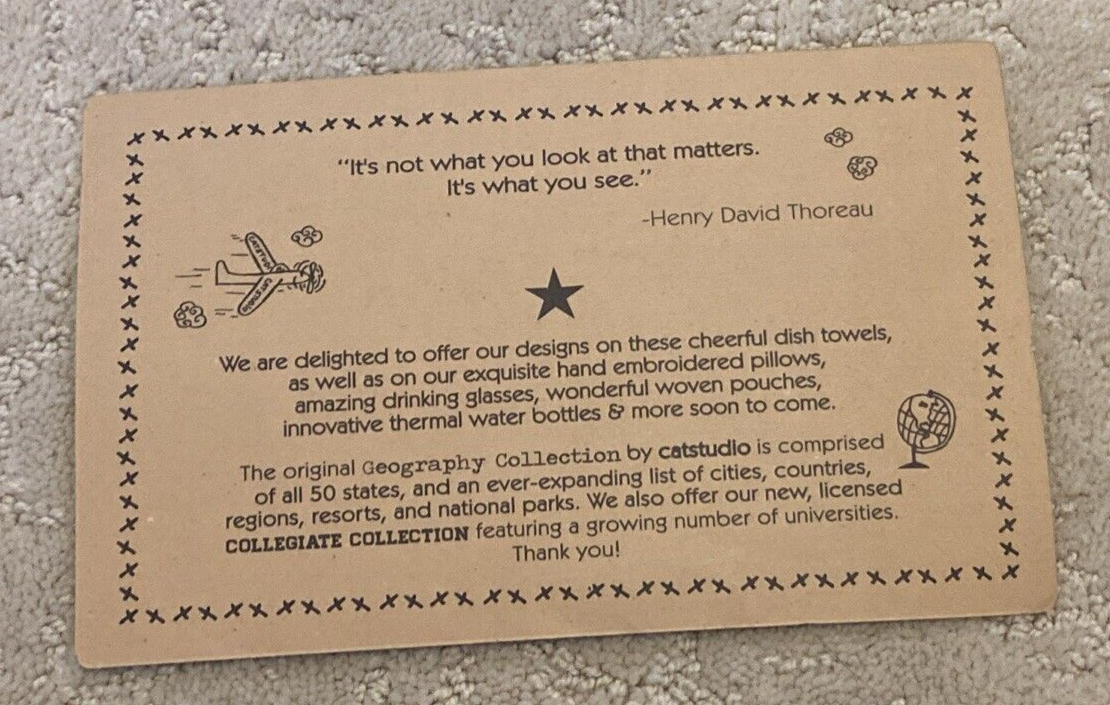 “It's not what you look at that matters.
It's what you see.”
-Henry David Thoreau
CATSTUDIO
CATSTUDIO
We are delighted to offer our designs on these cheerful dish towels,
as well as on our exquisite hand embroidered pillows,
amazing drinking glasses, wonderful woven pouches,
innovative thermal water bottles & more soon to come.
The original Geography Collection by catstudio is comprised
of all 50 states, and an ever-expanding list of cities, countries,
regions, resorts, and national parks. We also offer our new, licensed
COLLEGIATE COLLECTION featuring a growing number of universities.
Thank you!